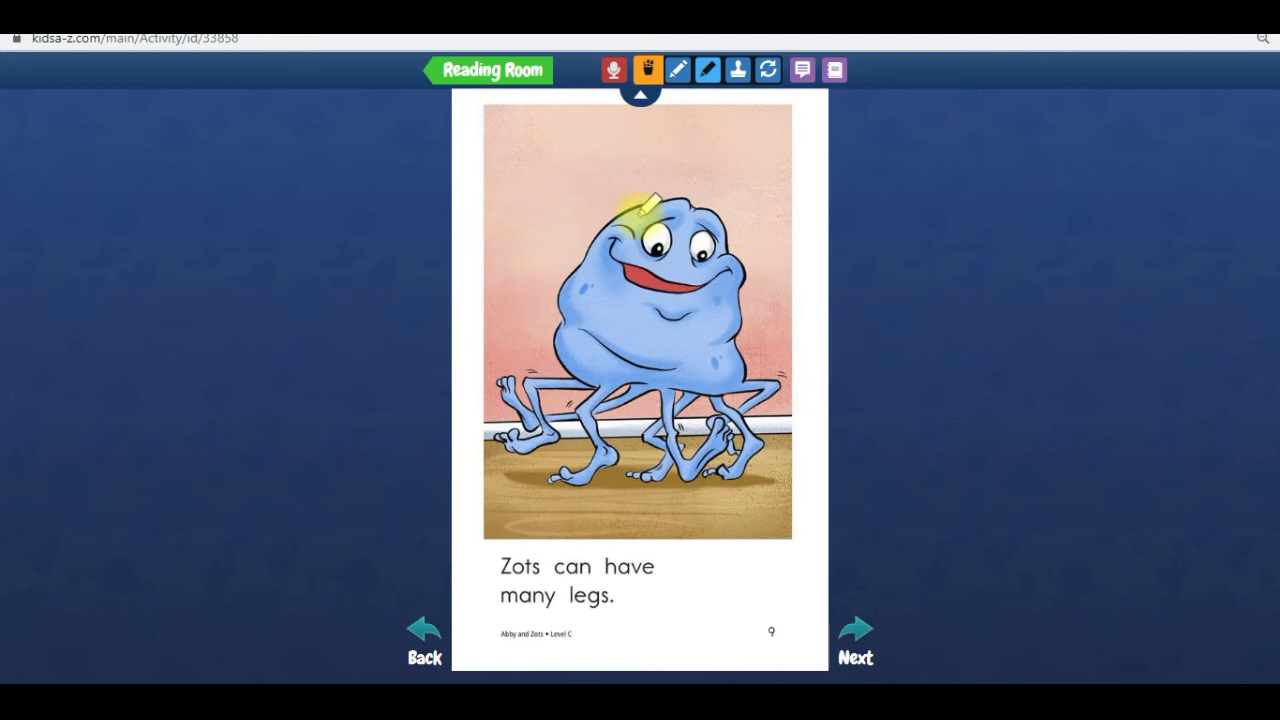 kidsa-z.com/main/Activity/id/33858
Reading Room
Zots can have
many legs.
Abby and Zots • Level C
9
Back
Next